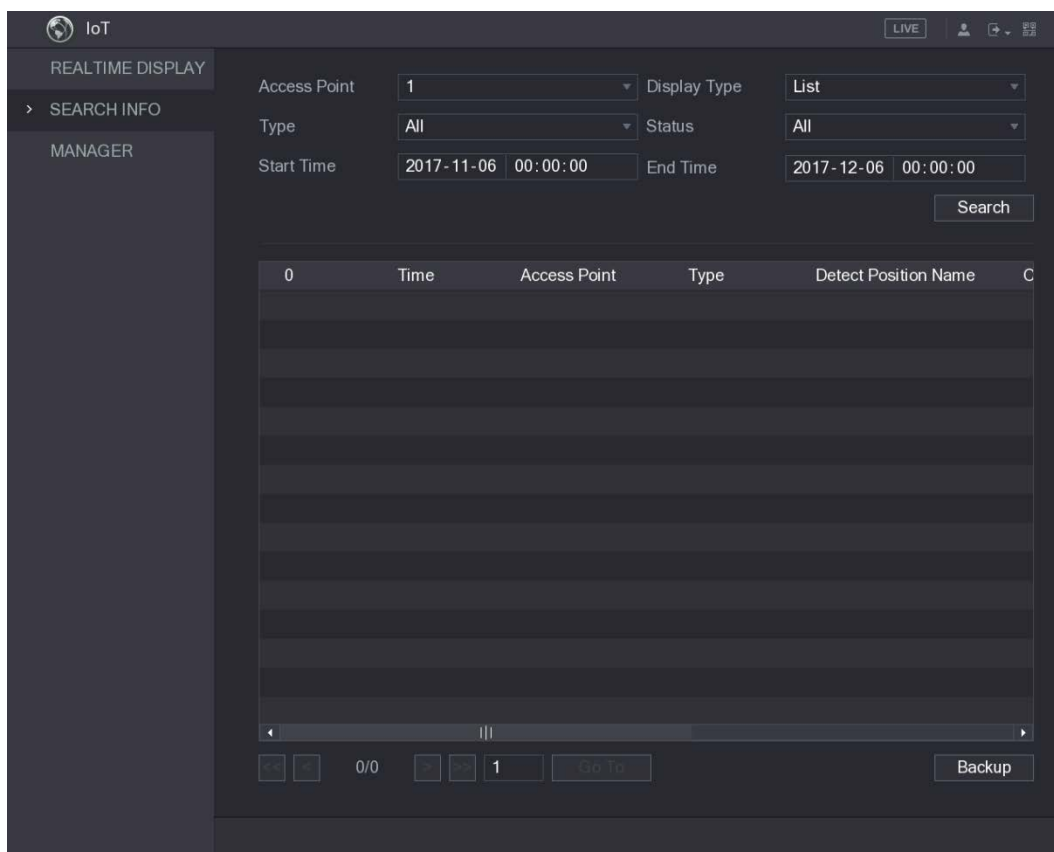 IoT
LIVE
REALTIME DISPLAY
> SEARCH INFO
MANAGER
Access Point 1 Display Type List
Type All Status All
Start Time 2017-11-06 00:00:00 End Time 2017-12-06 00:00:00
Search
0 Time Access Point Type Detect Position Name C
<< < 0/0 > >> 1 Go To Backup